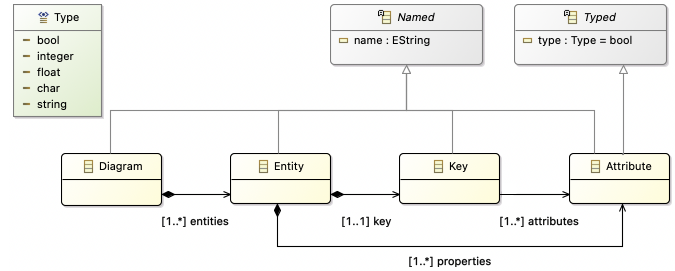 Type
bool
integer
float
char
string
Named
name : EString
Typed
type : Type = bool
Diagram
Entity
Key
Attribute
[1..*] entities
[1..1] key
[1..*] attributes
[1..*] properties